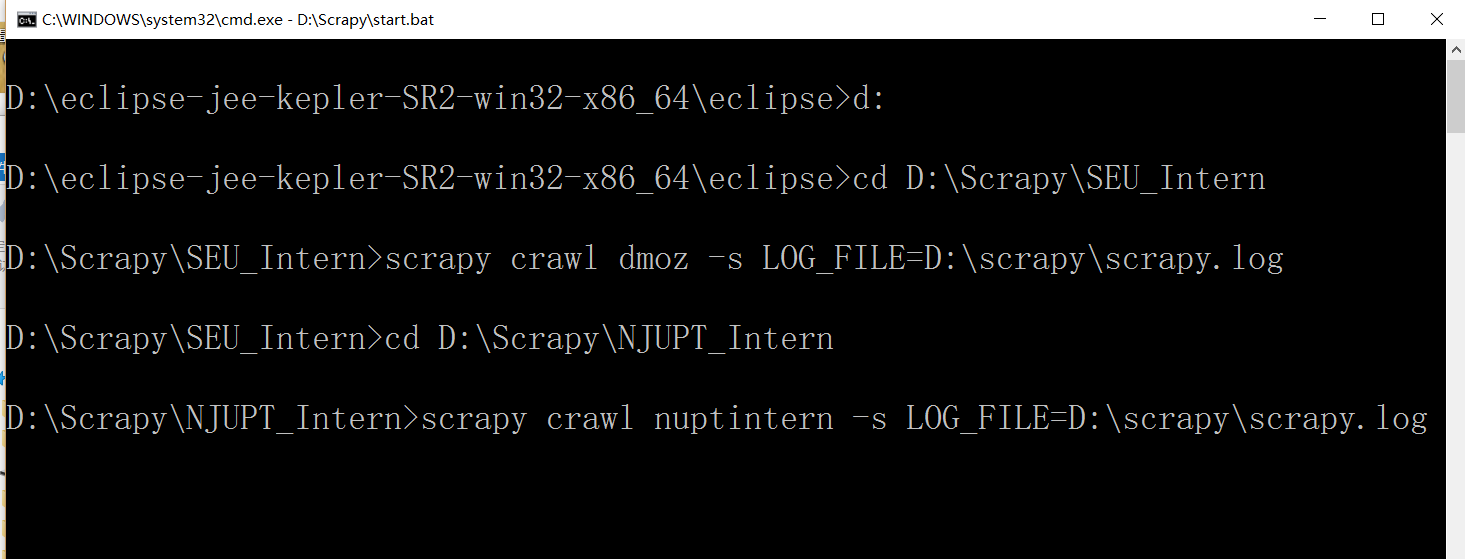 C:\WINDOWS\system32\cmd.exe - D:\Scrapy\start.bat
D:\eclipse-jee-kepler-SR2-win32-x86_64\eclipse>d:
D:\eclipse-jee-kepler-SR2-win32-x86_64\eclipse>cd D:\Scrapy\SEU_Intern
D:\Scrapy\SEU_Intern>scrapy crawl dmoz -s LOG_FILE=D:\scrapy\scrapy.log
D:\Scrapy\SEU_Intern>cd D:\Scrapy\NJUPT_Intern
D:\Scrapy\NJUPT_Intern>scrapy crawl nuptintern -s LOG_FILE=D:\scrapy\scrapy.log